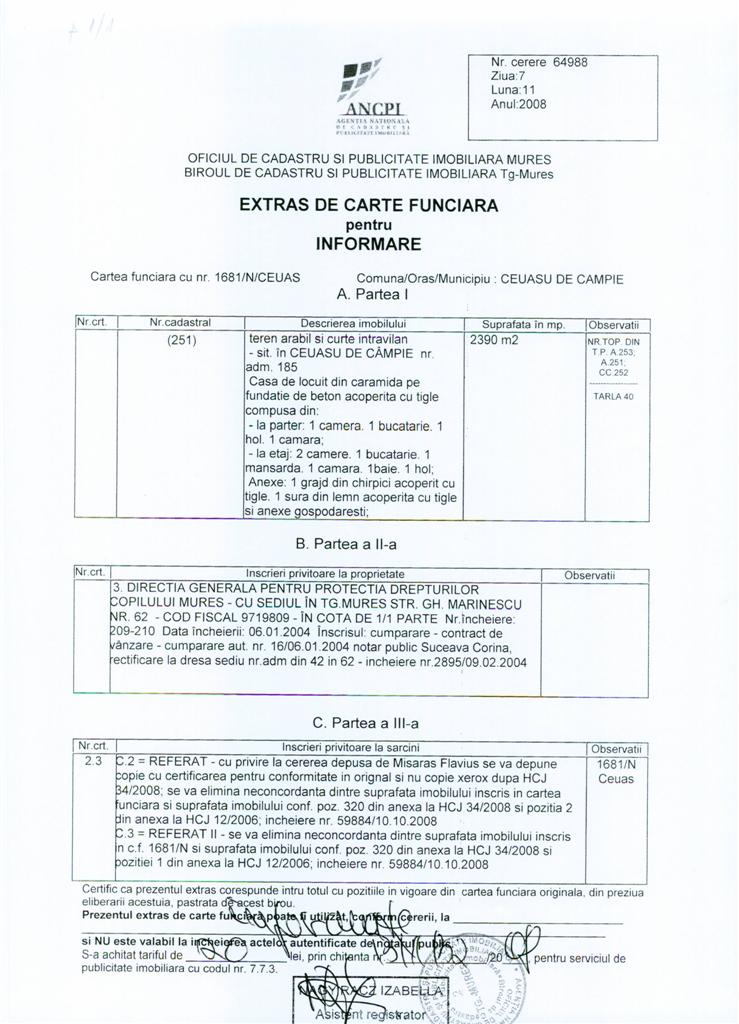 1/1
Nr. cerere 64988
Ziua:7
Luna:11
Anul:2008
ANCPI
AGENTIA NATIONALA
DE CADASTRU SI
PUBLICITATE IMOBILIARA
OFICIUL DE CADASTRU SI PUBLICITATE IMOBILIARA MURES
BIROUL DE CADASTRU SI PUBLICITATE IMOBILIARA Tg-Mures
EXTRAS DE CARTE FUNCIARA
pentru
INFORMARE
Cartea funciara cu nr. 1681/N/CEUAS Comuna/Oras/Municipiu : CEUASU DE CAMPIE
A. Partea I
Nr.crt. Nr.cadastral Descrierea imobilului Suprafata în mp. Observatii
(251) teren arabil si curte intravilan 2390 m2 NR.TOP. DIN
- sit. în CEUASU DE CÂMPIE nr. T.P. A.253;
adm. 185 A.251;
Casa de locuit din caramida pe CC.252
fundatie de beton acoperita cu tigle
compusa din: TARLA 40
- la parter: 1 camera. 1 bucatarie. 1
hol. 1 camara;
- la etaj: 2 camere. 1 bucatarie. 1
mansarda. 1 camara. 1baie. 1 hol;
Anexe: 1 grajd din chirpici acoperit cu
tigle. 1 sura din lemn acoperita cu tigle
si anexe gospodaresti;
B. Partea a II-a
Nr.crt. Inscrieri privitoare la proprietate Observatii
3. DIRECTIA GENERALA PENTRU PROTECTIA DREPTURILOR
COPILULUI MURES - CU SEDIUL ÎN TG.MURES STR. GH. MARINESCU
NR. 62 - COD FISCAL 9719809 - ÎN COTA DE 1/1 PARTE Nr.încheiere:
209-210 Data încheierii: 06.01.2004 Înscrisul: cumparare - contract de
vânzare - cumparare aut. nr. 16/06.01.2004 notar public Suceava Corina,
rectificare la dresa sediu nr.adm din 42 in 62 - incheiere nr.2895/09.02.2004
C. Partea a III-a
Nr.crt. Inscrieri privitoare la sarcini Observatii
2.3 C.2 = REFERAT - cu privire la cererea depusa de Misaras Flavius se va depune 1681/N
copie cu certificarea pentru conformitate in orignal si nu copie xerox dupa HCJ Ceuas
34/2008; se va elimina neconcordanta dintre suprafata imobilului inscris in cartea
funciara si suprafata imobilului conf. poz. 320 din anexa la HCJ 34/2008 si pozitia 2
din anexa la HCJ 12/2006; incheiere nr. 59884/10.10.2008
C.3 = REFERAT II - se va elimina neconcordanta dintre suprafata imobilului inscris
in c.f. 1681/N si suprafata imobilului conf. poz. 320 din anexa la HCJ 34/2008 si
pozitiei 1 din anexa la HCJ 12/2006; incheiere nr. 59884/10.10.2008
Certific ca prezentul extras corespunde intru totul cu pozitiile in vigoare din cartea funciara originala, din preziua
eliberarii acestuia, pastrata de acest birou.
Prezentul extras de carte funciară poate fi utilizat, conform cererii, la
si NU este valabil la incheierea actelor autentificate de notarul public.
S-a achitat tariful de lei, prin chitanta nr. /20 pentru serviciul de
publicitate imobiliara cu codul nr. 7.7.3.
NAGY RACZ IZABELLA
Asistent registrator